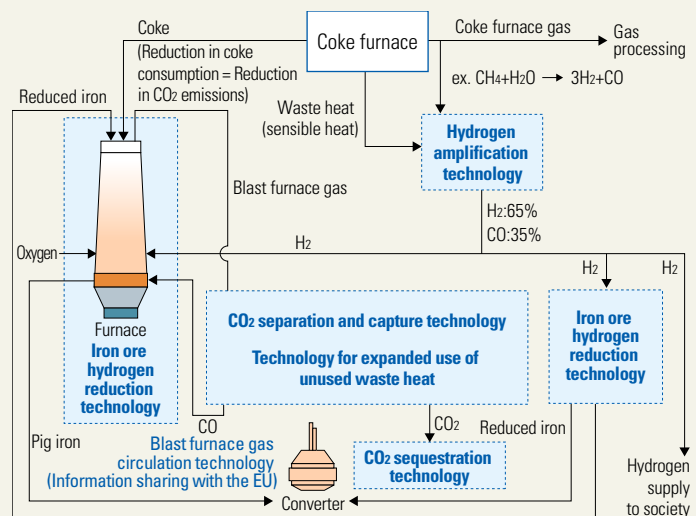 Coke
(Reduction in coke
consumption = Reduction
in CO2 emissions)
Coke furnace
Coke furnace gas
Gas
processing
ex. CH4+H2O → 3H2+CO
Reduced iron
Waste heat
(sensible heat)
Hydrogen
amplification
technology
Blast furnace gas
H2:65%
CO:35%
Oxygen
H2
H2
H2
Furnace
Iron ore
hydrogen
reduction
technology
CO2 separation and capture technology
Technology for expanded use of
unused waste heat
Iron ore
hydrogen
reduction
technology
CO
CO2
Reduced iron
Pig iron
Blast furnace gas
circulation technology
(Information sharing with the EU)
CO2 sequestration
technology
Converter
Hydrogen
supply
to society